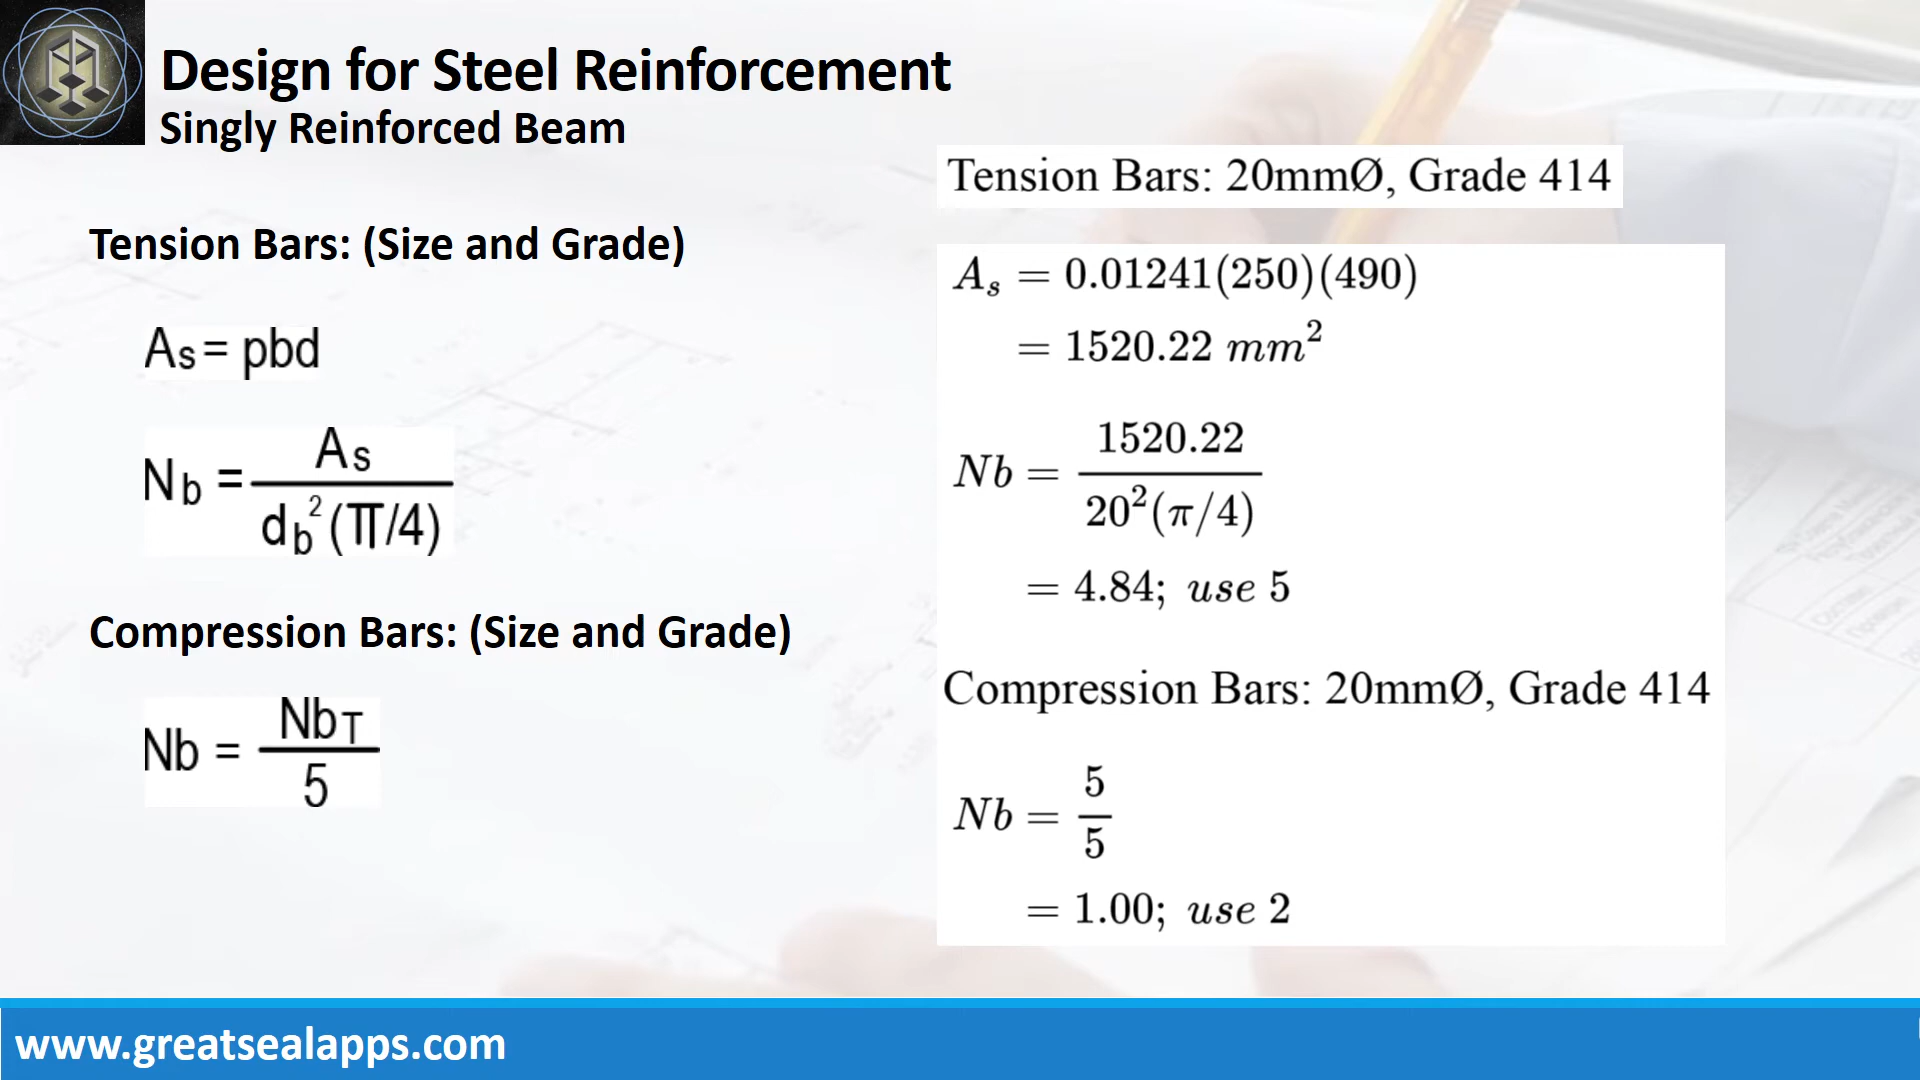 Design for Steel Reinforcement
Singly Reinforced Beam
Tension Bars: (Size and Grade)
As = pbd
Nb = As / db²(π/4)
Compression Bars: (Size and Grade)
Nb = NbT / 5
Tension Bars: 20mmØ, Grade 414
As = 0.01241(250)(490)
= 1520.22 mm²
Nb = 1520.22 / 20²(π/4)
= 4.84; use 5
Compression Bars: 20mmØ, Grade 414
Nb = 5 / 5
= 1.00; use 2
www.greatsealapps.com